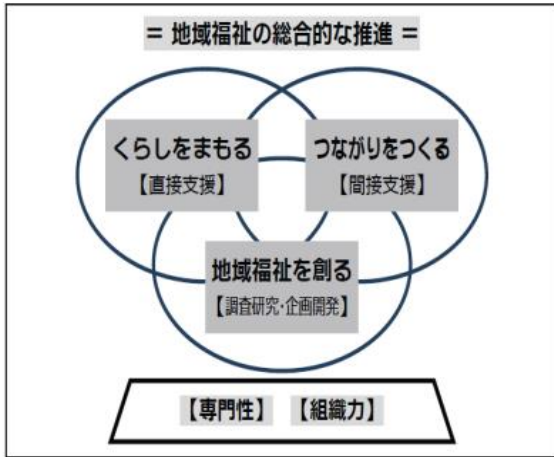 = 地域福祉の総合的な推進 =
くらしをまもる
【直接支援】
つながりをつくる
【間接支援】
地域福祉を創る
【調査研究・企画開発】
【専門性】 【組織力】